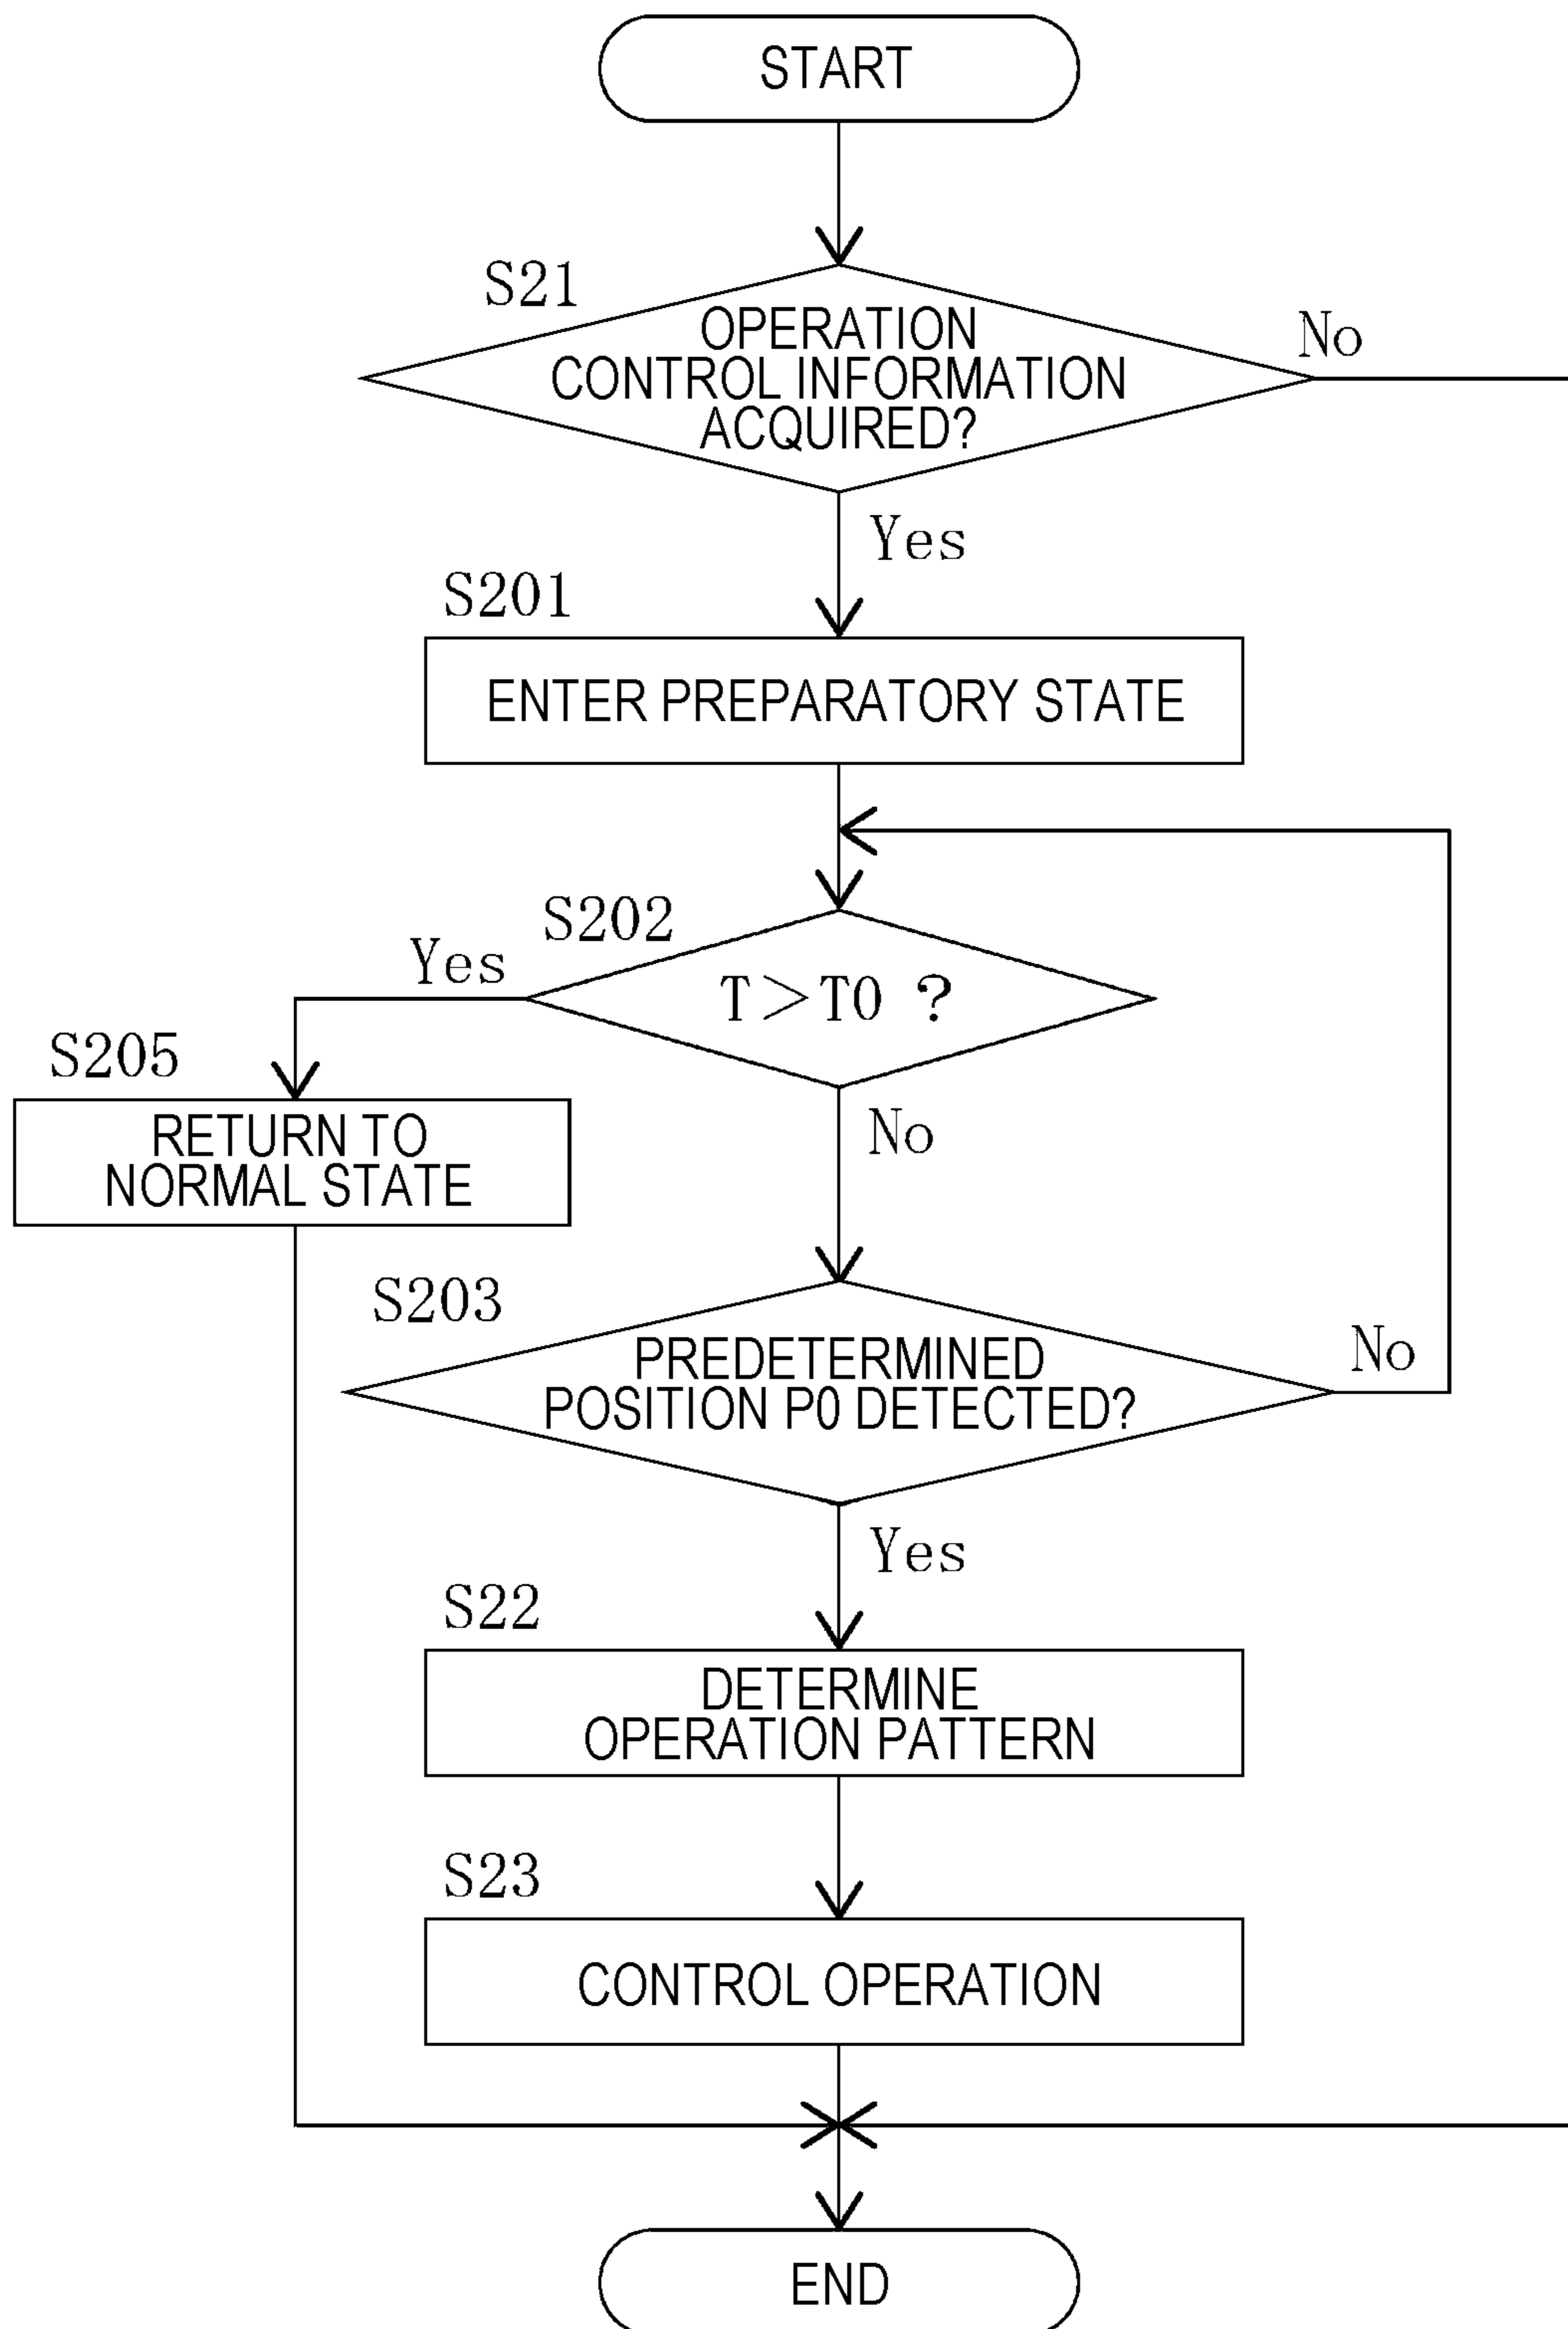 START
S21
OPERATION
CONTROL INFORMATION
ACQUIRED?
No
Yes
S201
ENTER PREPARATORY STATE
S202
Yes
T>T0 ?
S205
RETURN TO
NORMAL STATE
No
S203
PREDETERMINED
POSITION P0 DETECTED?
No
Yes
S22
DETERMINE
OPERATION PATTERN
S23
CONTROL OPERATION
END